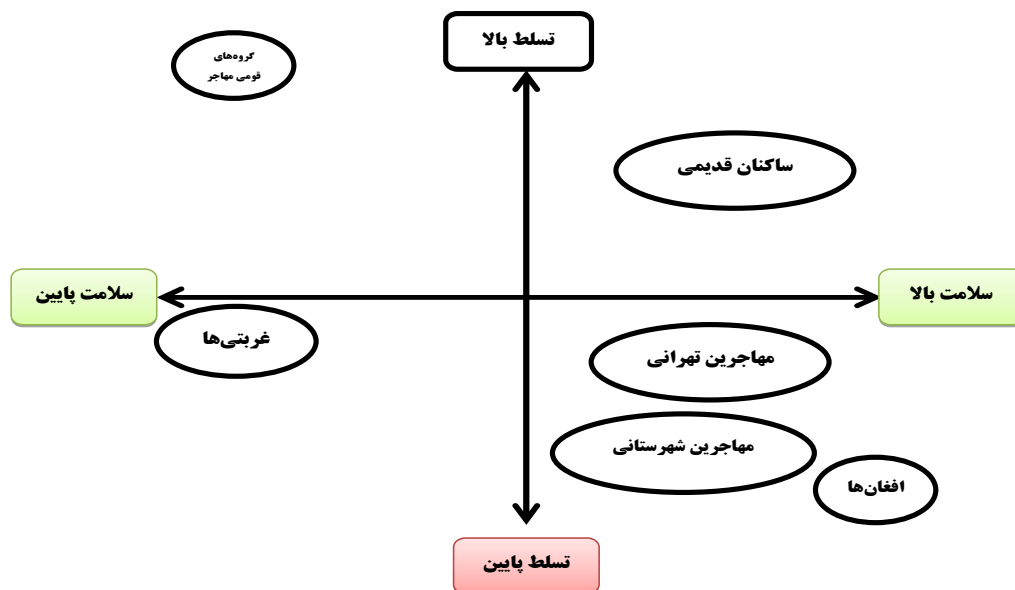 تسلط بالا
گروه‌های
قومی مهاجر
ساکنان قدیمی
سلامت بالا
سلامت پایین
غربتی‌ها
مهاجرین تهرانی
مهاجرین شهرستانی
افغان‌ها
تسلط پایین